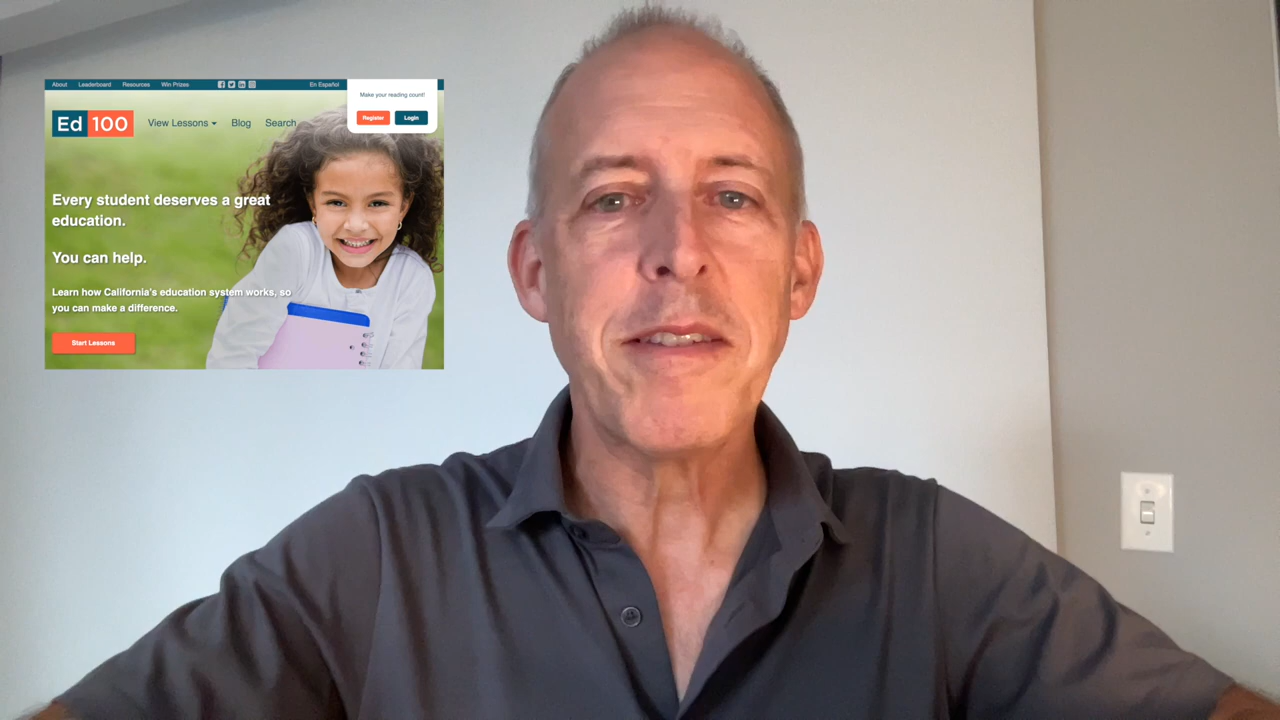 About Leaderboard Resources Win Prizes En Español
Make your reading count!
Register Login
Ed 100 View Lessons Blog Search
Every student deserves a great
education.
You can help.
Learn how California's education system works, so
you can make a difference.
Start Lessons